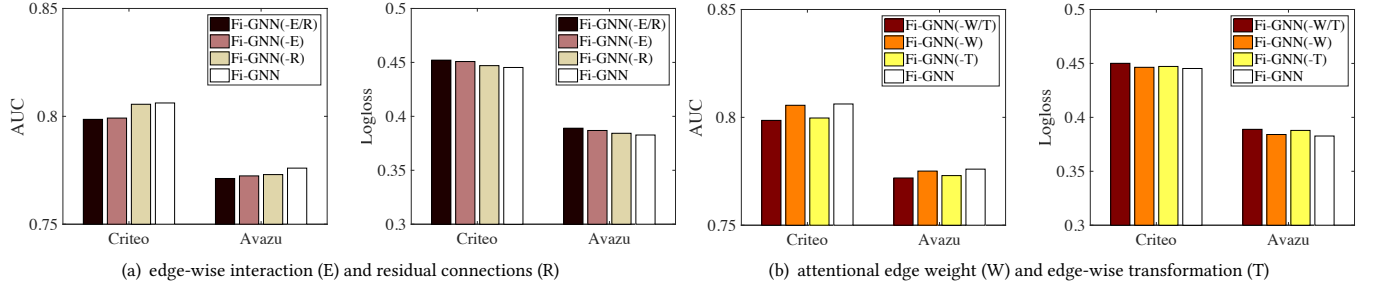 0.85
0.8
0.75
AUC
Fi-GNN(-E/R)
Fi-GNN(-E)
Fi-GNN(-R)
Fi-GNN
Criteo
Avazu
0.5
0.45
0.4
0.35
0.3
Logloss
Fi-GNN(-E/R)
Fi-GNN(-E)
Fi-GNN(-R)
Fi-GNN
Criteo
Avazu
(a) edge-wise interaction (E) and residual connections (R)
0.85
0.8
0.75
AUC
Fi-GNN(-W/T)
Fi-GNN(-W)
Fi-GNN(-T)
Fi-GNN
Criteo
Avazu
0.5
0.45
0.4
0.35
0.3
Logloss
Fi-GNN(-W/T)
Fi-GNN(-W)
Fi-GNN(-T)
Fi-GNN
Criteo
Avazu
(b) attentional edge weight (W) and edge-wise transformation (T)